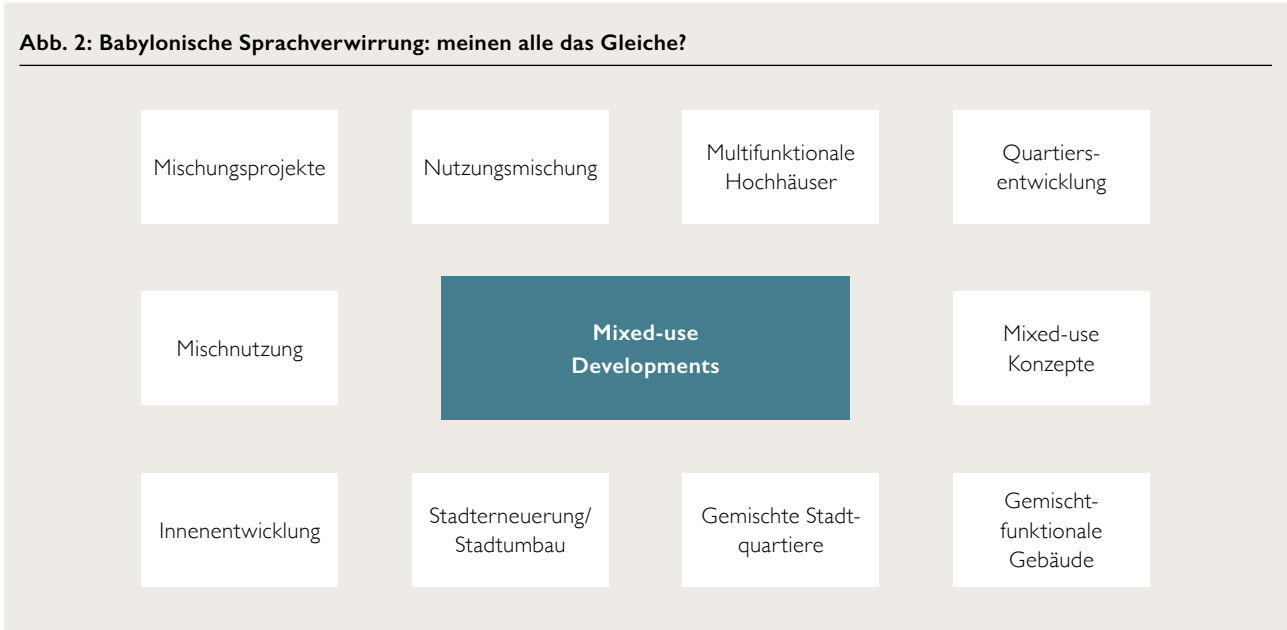 Abb. 2: Babylonische Sprachverwirrung: meinen alle das Gleiche?
Mischungsprojekte
Nutzungsmischung
Multifunktionale
Hochhäuser
Quartiers-
entwicklung
Mischnutzung
Mixed-use
Developments
Mixed-use
Konzepte
Innenentwicklung
Stadterneuerung/
Stadtumbau
Gemischte Stadt-
quartiere
Gemischt-
funktionale
Gebäude